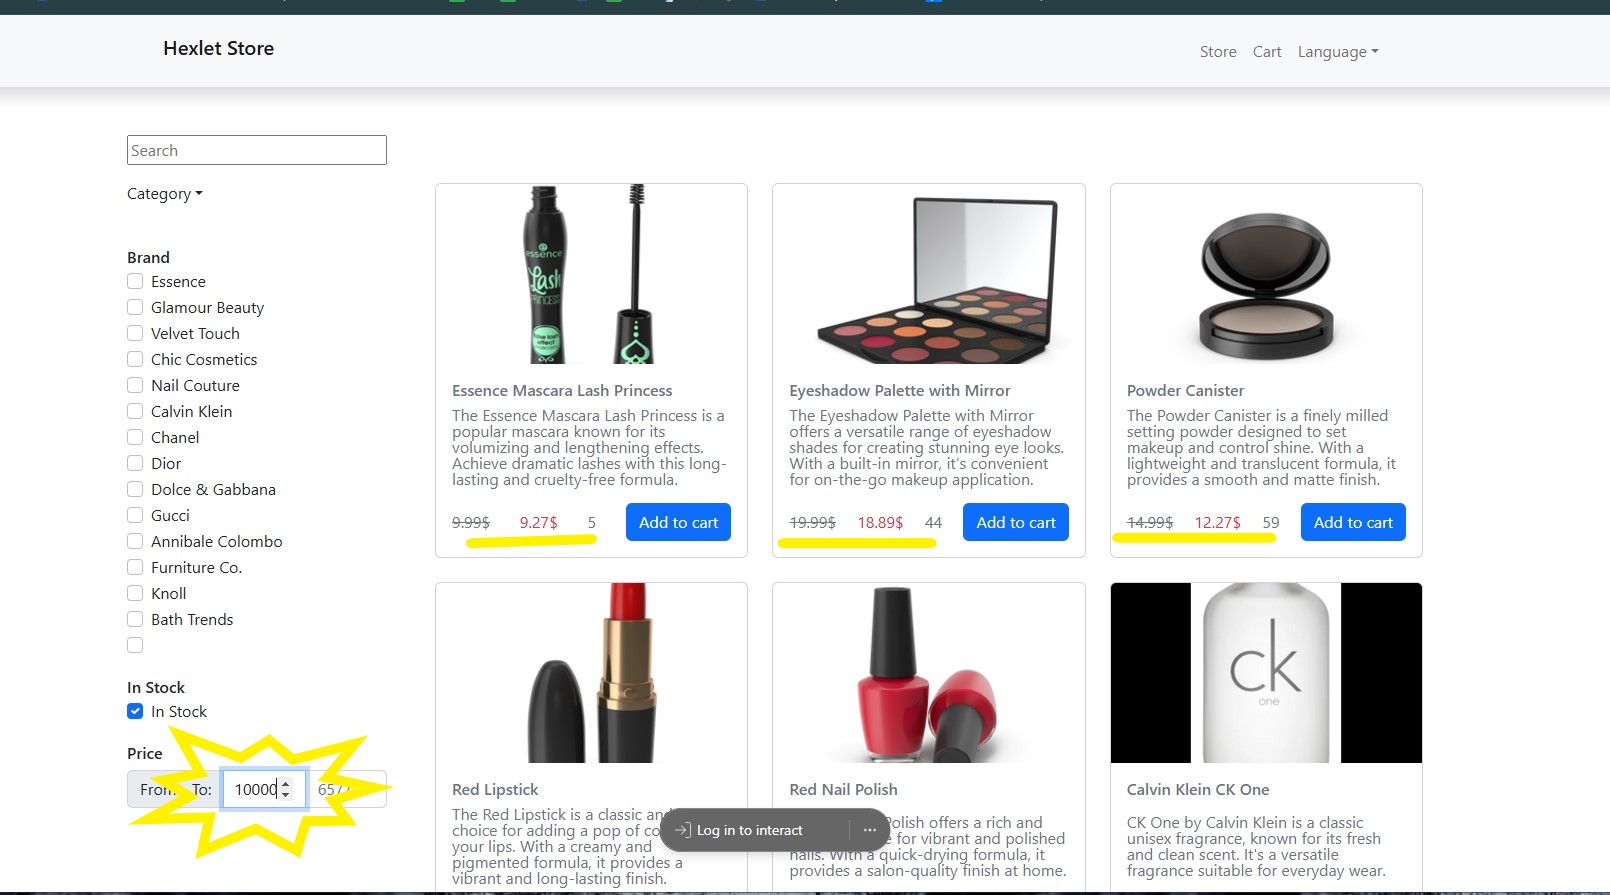 Hexlet Store
Store Cart Language
Search
Category
Brand
Essence
Glamour Beauty
Velvet Touch
Chic Cosmetics
Nail Couture
Calvin Klein
Chanel
Dior
Dolce & Gabbana
Gucci
Annibale Colombo
Furniture Co.
Knoll
Bath Trends
In Stock
In Stock
Price
From To: 10000
essence
Lash
PRINCESS
Essence Mascara Lash Princess
The Essence Mascara Lash Princess is a
popular mascara known for its
volumizing and lengthening effects.
Achieve dramatic lashes with this long-
lasting and cruelty-free formula.
9.99$ 9.27$ 5 Add to cart
Eyeshadow Palette with Mirror
The Eyeshadow Palette with Mirror
offers a versatile range of eyeshadow
shades for creating stunning eye looks.
With a built-in mirror, it's convenient
for on-the-go makeup application.
19.99$ 18.89$ 44 Add to cart
Powder Canister
The Powder Canister is a finely milled
setting powder designed to set
makeup and control shine. With a
lightweight and translucent formula, it
provides a smooth and matte finish.
14.99$ 12.27$ 59 Add to cart
Red Lipstick
The Red Lipstick is a classic and
choice for adding a pop of
your lips. With a creamy and
pigmented formula, it provides a
vibrant and long-lasting finish.
Red Nail Polish
Polish offers a rich and
for vibrant and polished
nails. With a quick-drying formula, it
provides a salon-quality finish at home.
ck
one
Calvin Klein CK One
CK One by Calvin Klein is a classic
unisex fragrance, known for its fresh
and clean scent. It's a versatile
fragrance suitable for everyday wear.
Log in to interact